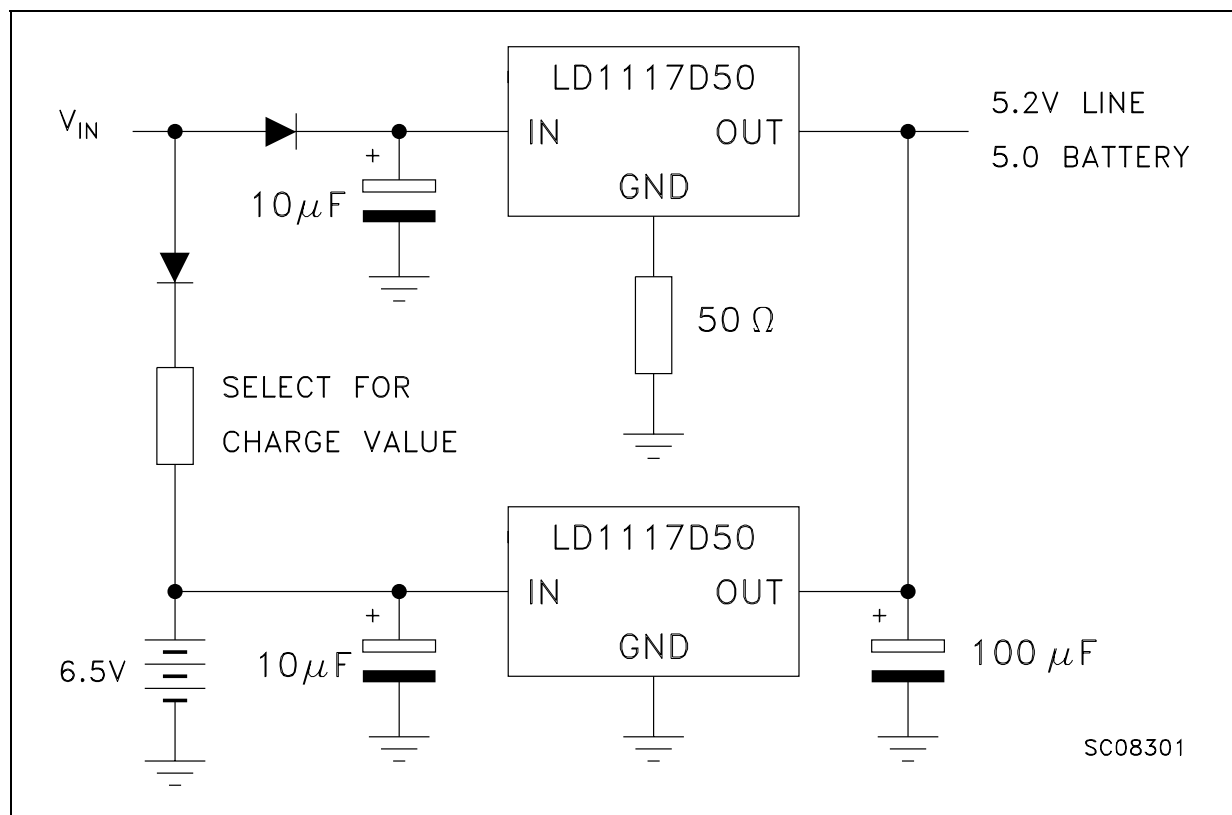 LD1117D50
V_IN
IN
OUT
GND
5.2V LINE
5.0 BATTERY
+
10μF
50 Ω
SELECT FOR
CHARGE VALUE
LD1117D50
IN
OUT
GND
6.5V
+
10μF
+
100 μF
SC08301